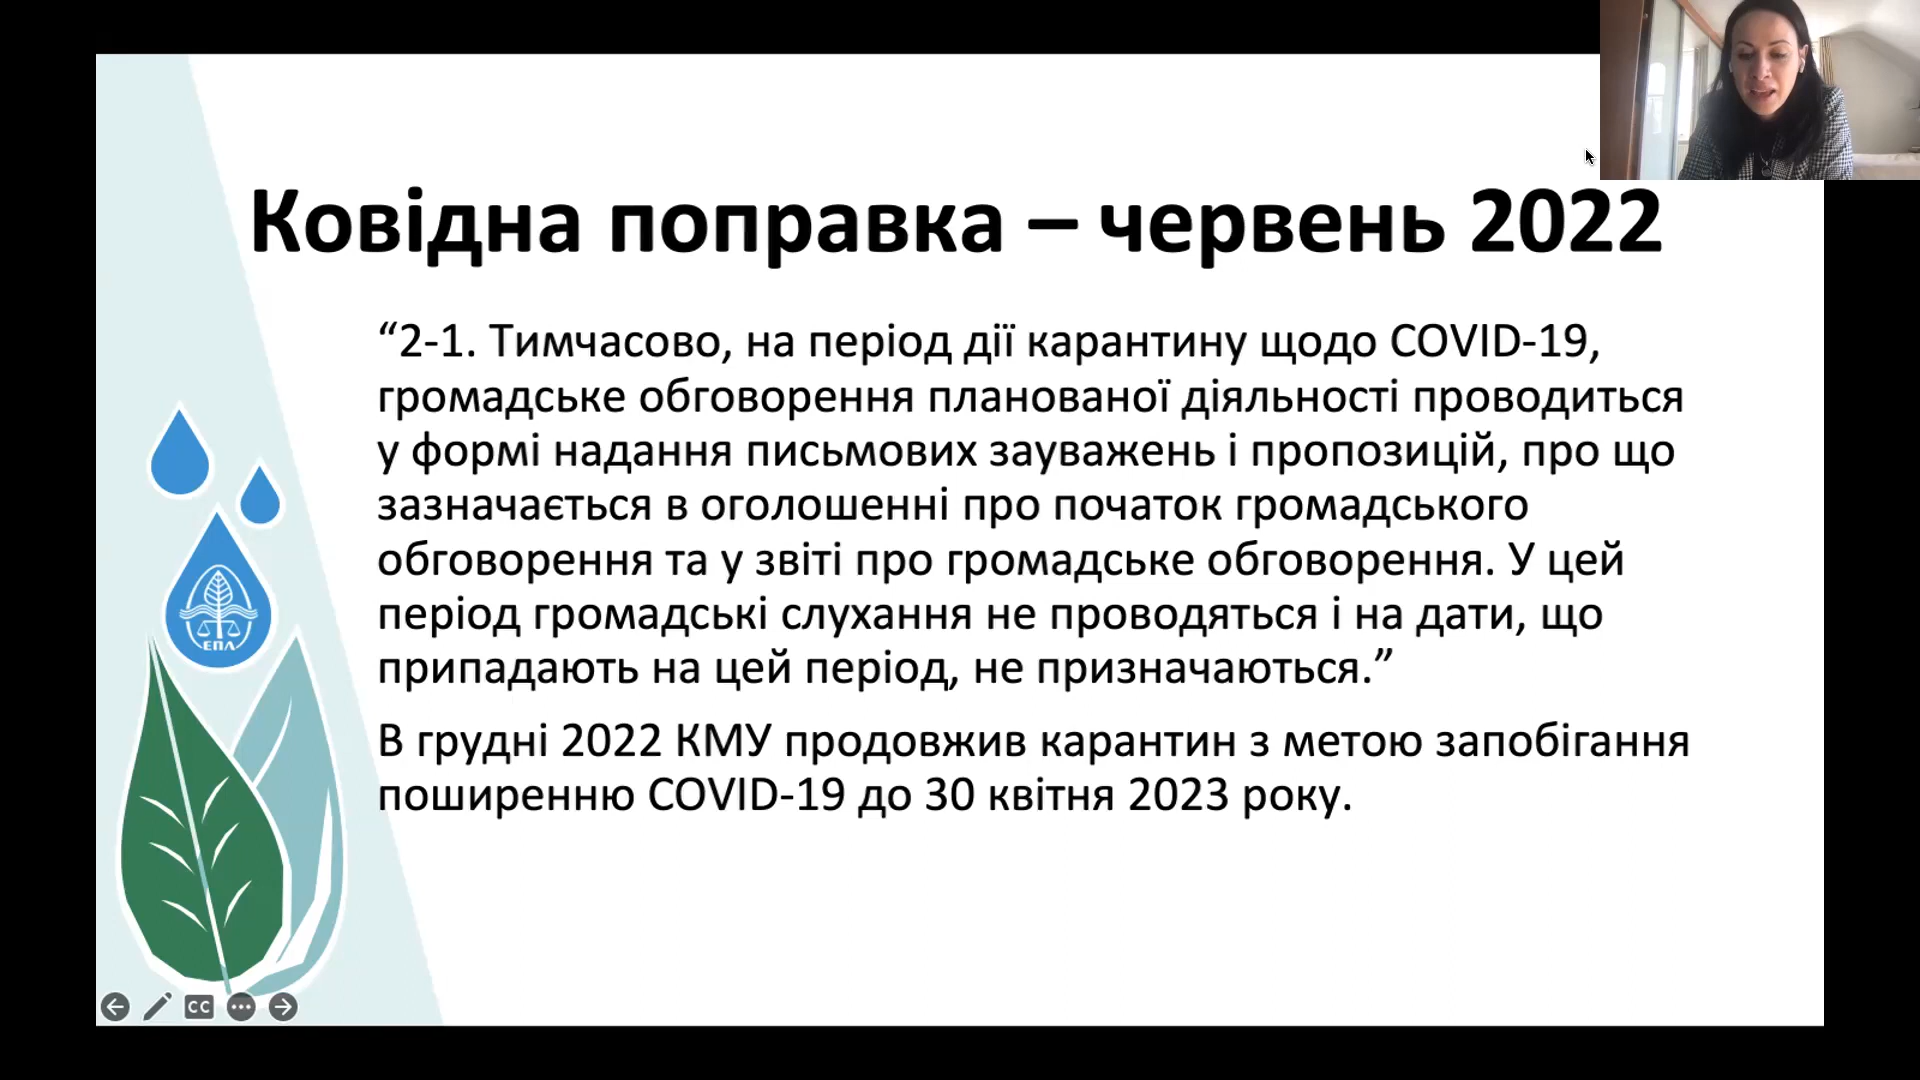 Ковідна поправка – червень 2022
“2-1. Тимчасово, на період дії карантину щодо COVID-19,
громадське обговорення планованої діяльності проводиться
у формі надання письмових зауважень і пропозицій, про що
зазначається в оголошенні про початок громадського
обговорення та у звіті про громадське обговорення. У цей
період громадські слухання не проводяться і на дати, що
припадають на цей період, не призначаються.”
В грудні 2022 КМУ продовжив карантин з метою запобігання
поширенню COVID-19 до 30 квітня 2023 року.
ЕПЛ
CC